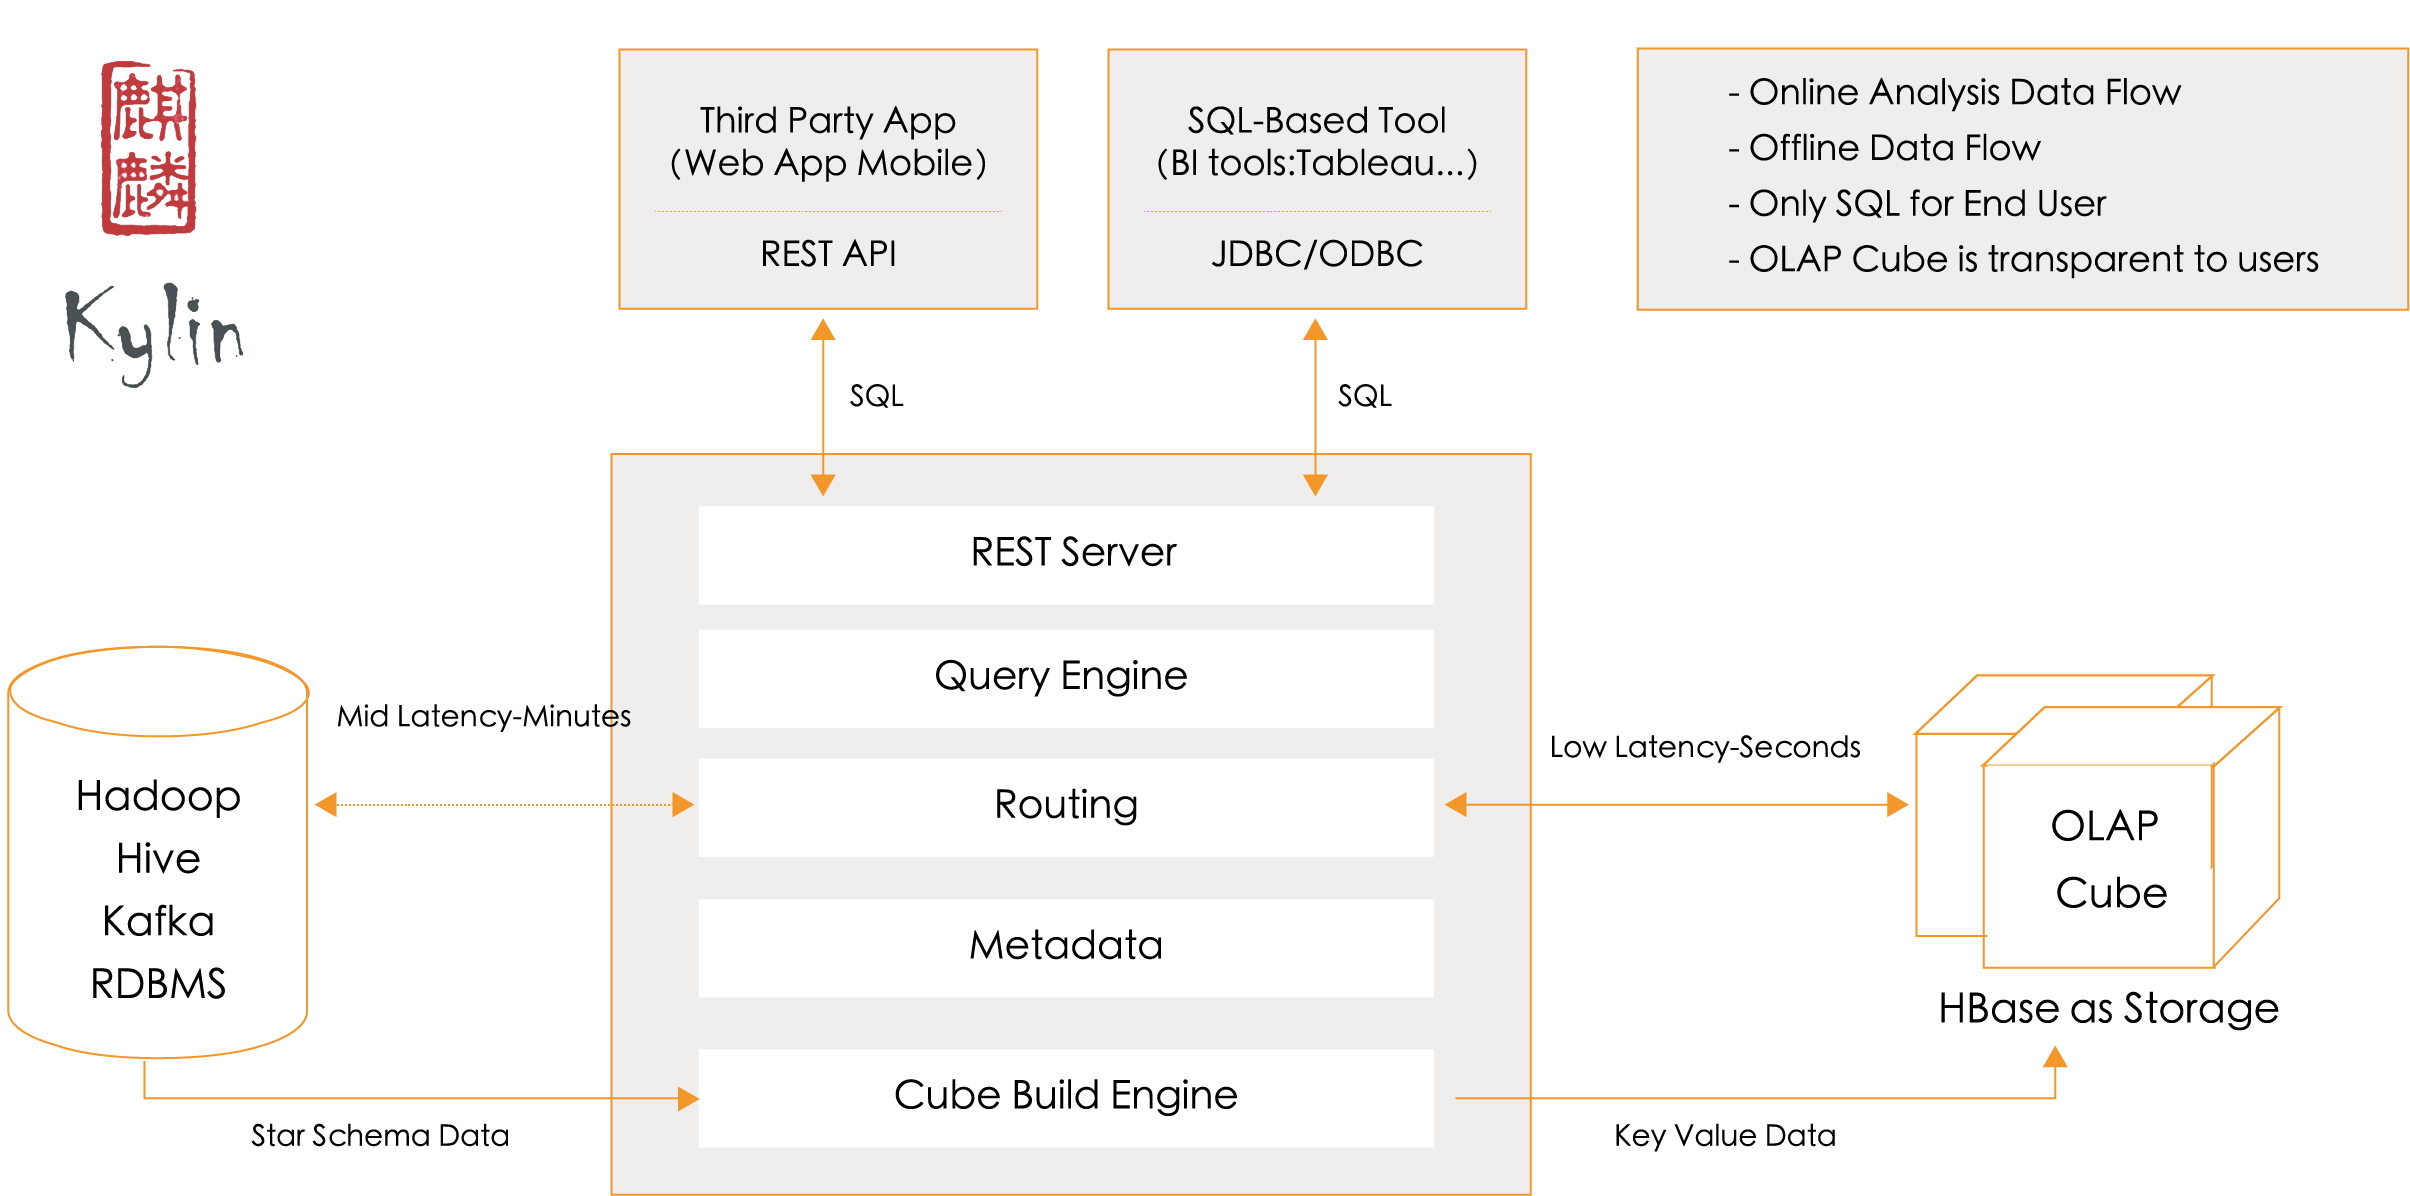 麒
麟
Kylin
Third Party App
(Web App Mobile)
REST API
SQL-Based Tool
(BI tools:Tableau...)
JDBC/ODBC
- Online Analysis Data Flow
- Offline Data Flow
- Only SQL for End User
- OLAP Cube is transparent to users
SQL
SQL
REST Server
Query Engine
Routing
Metadata
Cube Build Engine
Mid Latency-Minutes
Low Latency-Seconds
Hadoop
Hive
Kafka
RDBMS
OLAP
Cube
HBase as Storage
Star Schema Data
Key Value Data